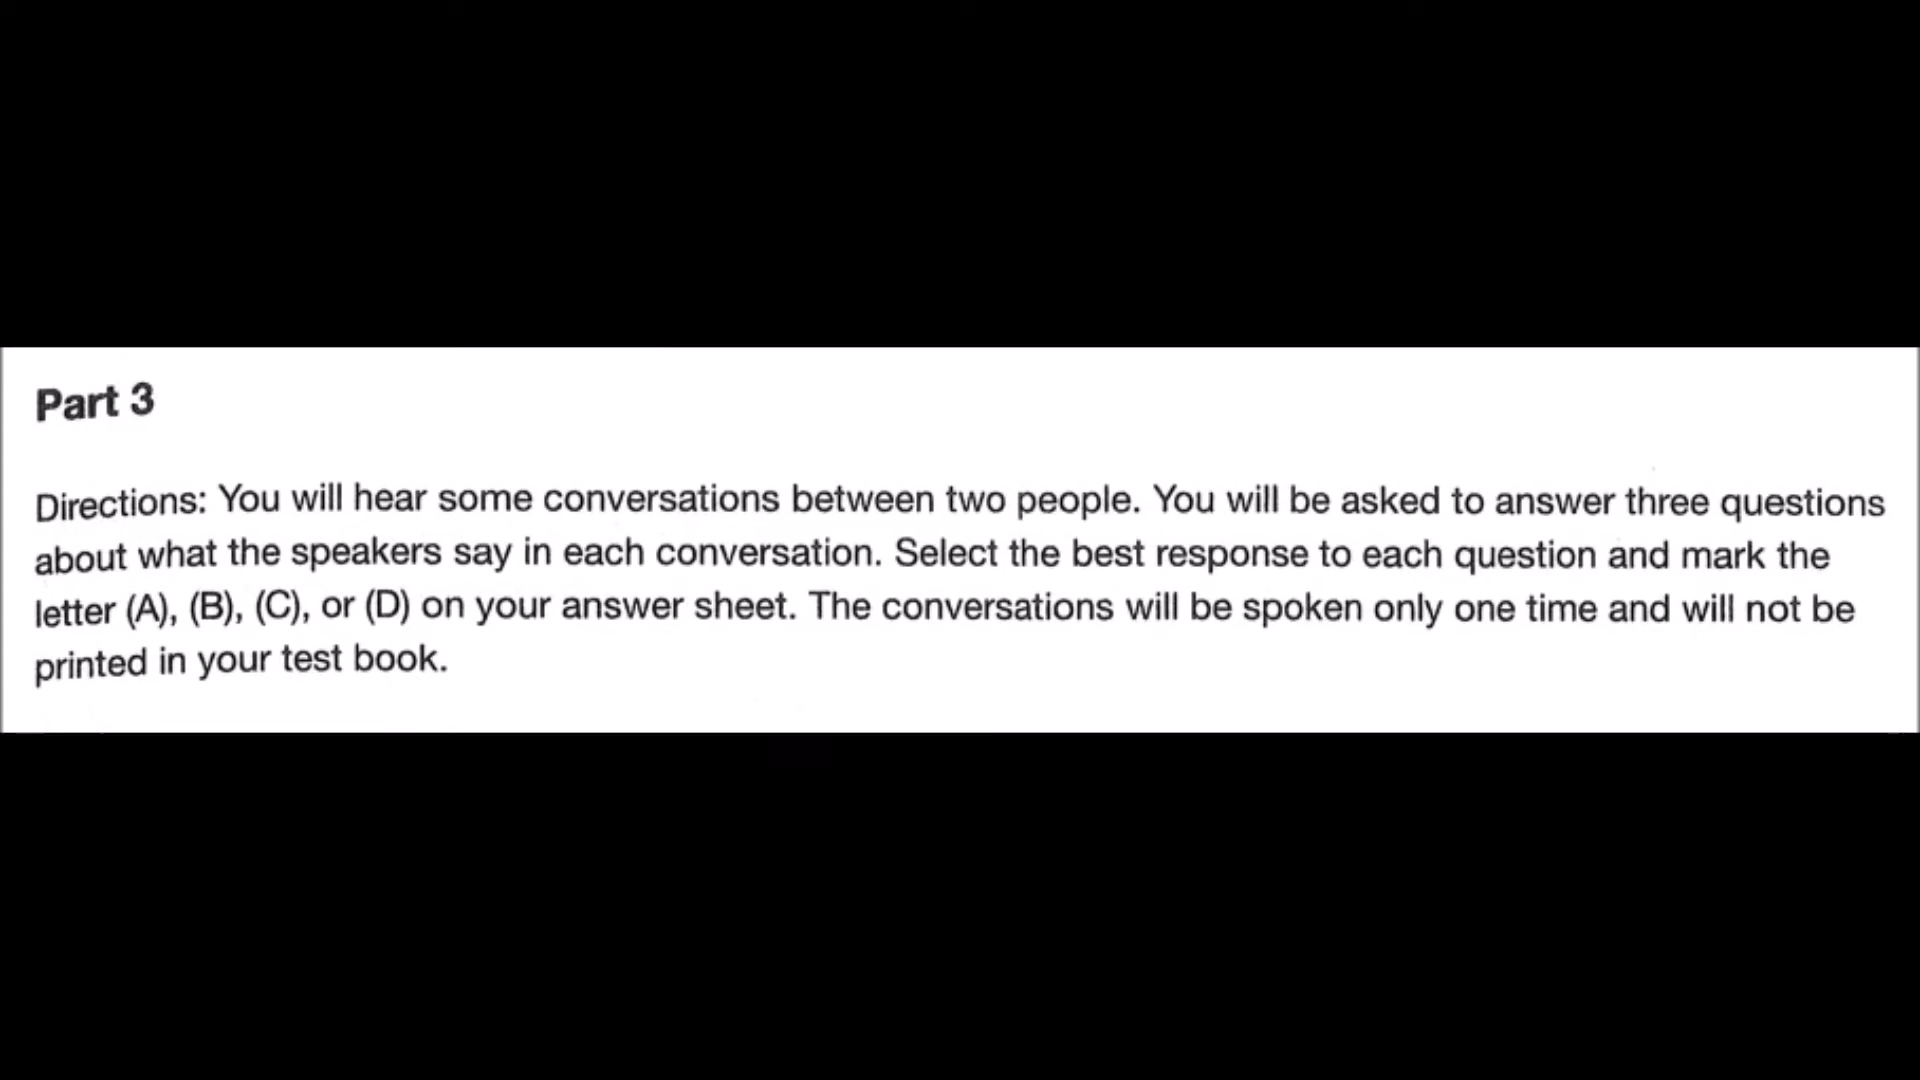 Part 3
Directions: You will hear some conversations between two people. You will be asked to answer three questions
about what the speakers say in each conversation. Select the best response to each question and mark the
letter (A), (B), (C), or (D) on your answer sheet. The conversations will be spoken only one time and will not be
printed in your test book.